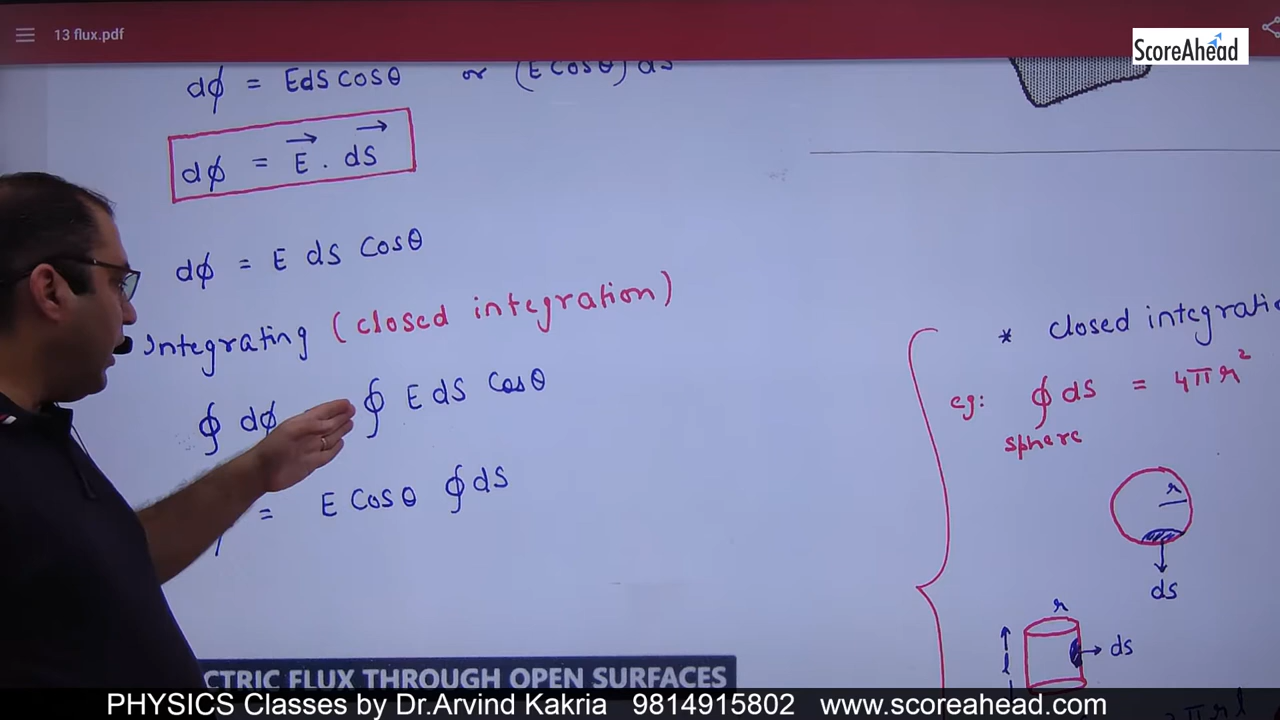 13 flux.pdf
ScoreAhead
dϕ = Eds cosθ or (E cosθ) ds
dϕ = E⃗ . ds⃗
dϕ = E ds Cosθ
Integrating (closed integration)
∮ dϕ ∮ E ds Cosθ
= E Cosθ ∮ ds
* closed integratio
eg: ∮ ds = 4πr²
sphere
r
ds
r
l
ds
CTRIC FLUX THROUGH OPEN SURFACES
PHYSICS Classes by Dr.Arvind Kakria 9814915802 www.scoreahead.com